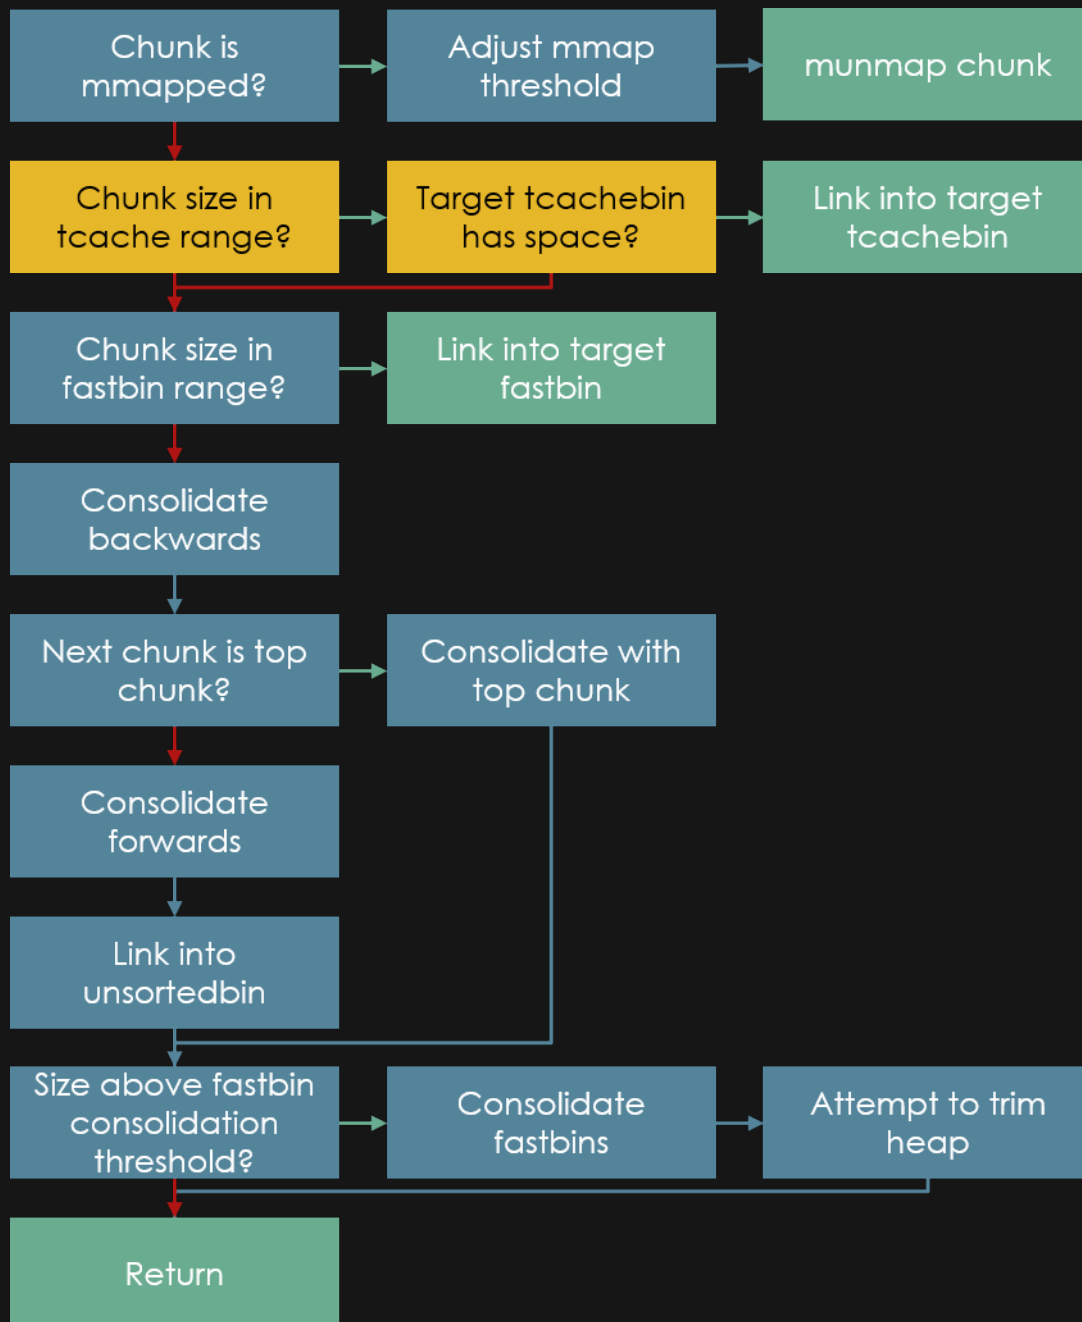 Chunk is
mmapped?
Adjust mmap
threshold
munmap chunk
Chunk size in
tcache range?
Target tcachebin
has space?
Link into target
tcachebin
Chunk size in
fastbin range?
Link into target
fastbin
Consolidate
backwards
Next chunk is top
chunk?
Consolidate with
top chunk
Consolidate
forwards
Link into
unsortedbin
Size above fastbin
consolidation
threshold?
Consolidate
fastbins
Attempt to trim
heap
Return